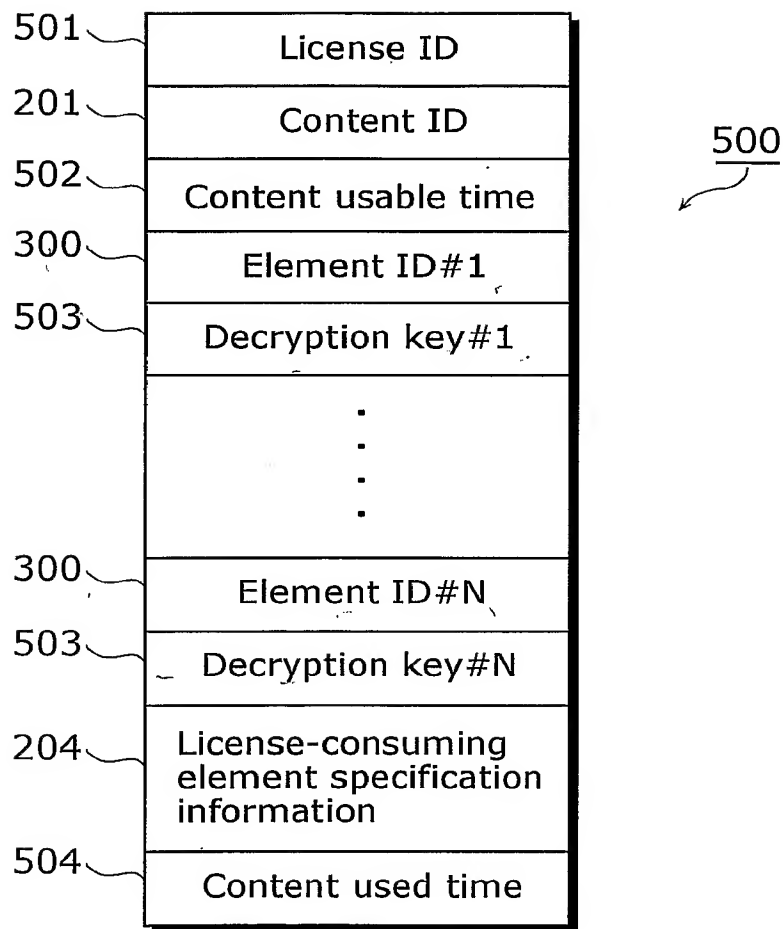 501 License ID
201 Content ID
500
502 Content usable time
300 Element ID#1
503 Decryption key#1
300 Element ID#N
503 Decryption key#N
204 License-consuming
element specification
information
504 Content used time